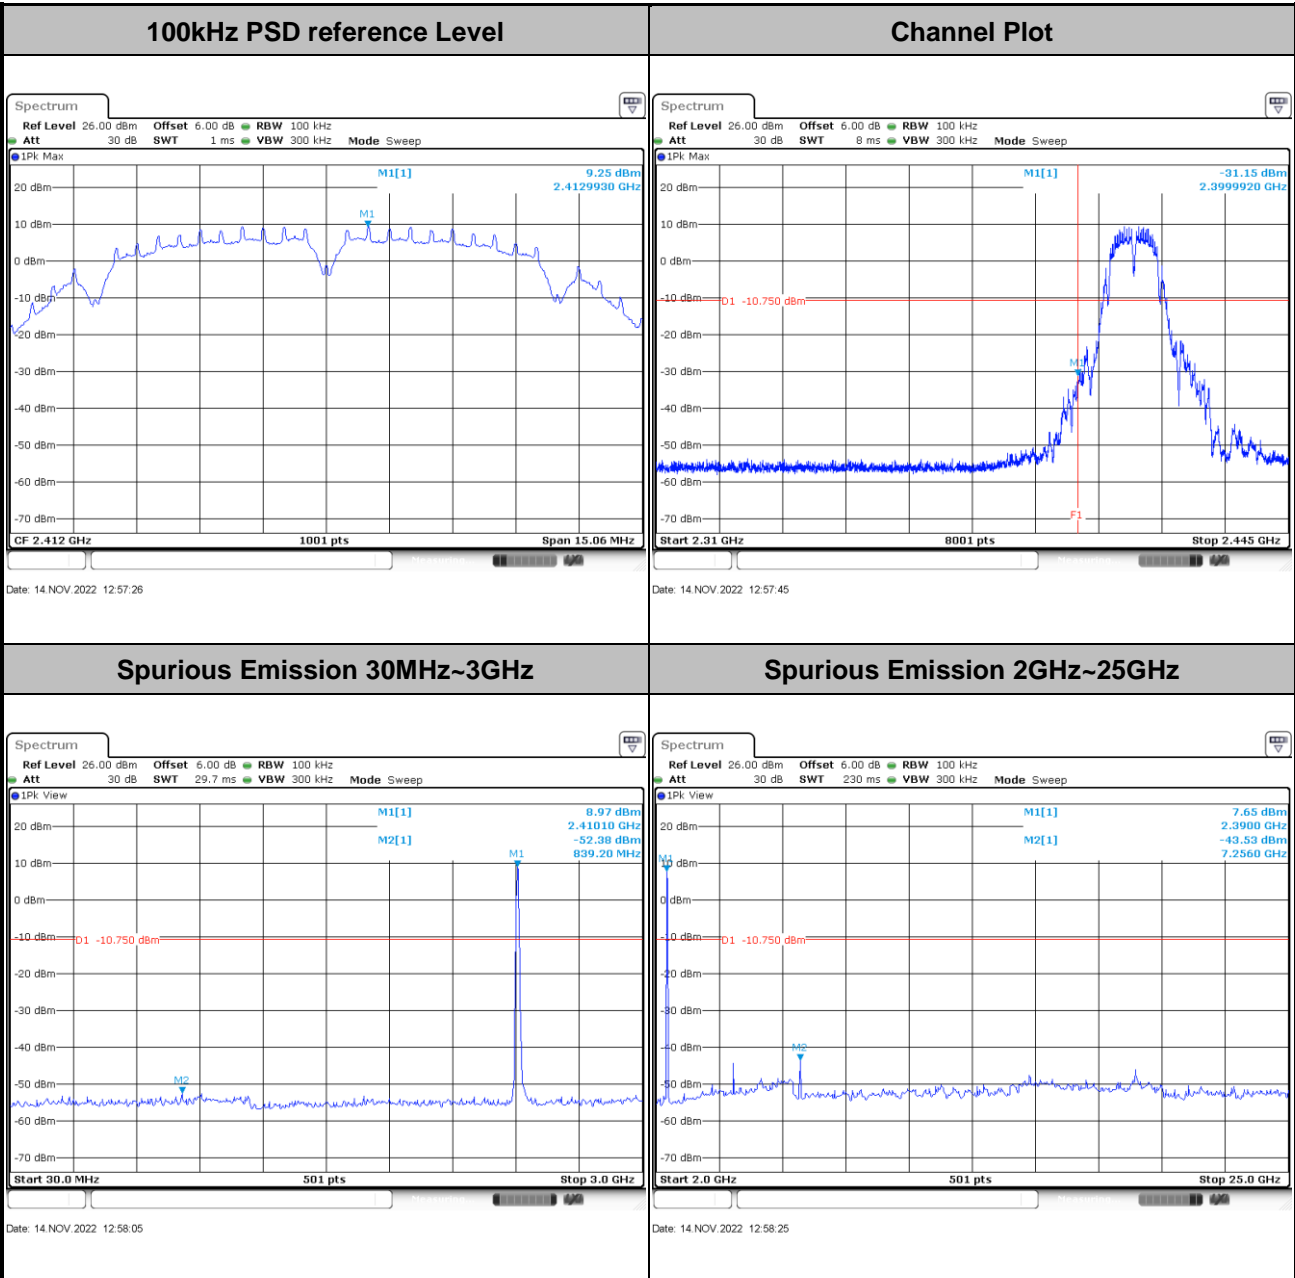 100kHz PSD reference Level
Channel Plot
Spectrum
Ref Level 26.00 dBm Offset 6.00 dB RBW 100 kHz
Att 30 dB SWT 1 ms VBW 300 kHz Mode Sweep
1Pk Max
M1[1] 9.25 dBm
2.4129930 GHz
M1
20 dBm
10 dBm
0 dBm
-10 dBm
-20 dBm
-30 dBm
-40 dBm
-50 dBm
-60 dBm
-70 dBm
CF 2.412 GHz 1001 pts Span 15.06 MHz
Date: 14.NOV.2022 12:57:26
Spectrum
Ref Level 26.00 dBm Offset 6.00 dB RBW 100 kHz
Att 30 dB SWT 8 ms VBW 300 kHz Mode Sweep
1Pk Max
M1[1] -31.15 dBm
2.3999920 GHz
20 dBm
10 dBm
0 dBm
-10 dBm
D1 -10.750 dBm
-20 dBm
-30 dBm
M1
-40 dBm
-50 dBm
-60 dBm
-70 dBm
F1
Start 2.31 GHz 8001 pts Stop 2.445 GHz
Measuring...
Date: 14.NOV.2022 12:57:45
Spurious Emission 30MHz~3GHz
Spurious Emission 2GHz~25GHz
Spectrum
Ref Level 26.00 dBm Offset 6.00 dB RBW 100 kHz
Att 30 dB SWT 29.7 ms VBW 300 kHz Mode Sweep
1Pk View
M1[1] 8.97 dBm
2.41010 GHz
M2[1] -52.38 dBm
839.20 MHz
M1
20 dBm
10 dBm
0 dBm
-10 dBm
D1 -10.750 dBm
-20 dBm
-30 dBm
-40 dBm
-50 dBm
M2
-60 dBm
-70 dBm
Start 30.0 MHz 501 pts Stop 3.0 GHz
Date: 14.NOV.2022 12:58:05
Spectrum
Ref Level 26.00 dBm Offset 6.00 dB RBW 100 kHz
Att 30 dB SWT 230 ms VBW 300 kHz Mode Sweep
1Pk View
M1[1] 7.65 dBm
2.3900 GHz
M2[1] -43.53 dBm
7.2560 GHz
20 dBm
M1
10 dBm
0 dBm
-10 dBm
D1 -10.750 dBm
-20 dBm
-30 dBm
-40 dBm
M2
-50 dBm
-60 dBm
-70 dBm
Start 2.0 GHz 501 pts Stop 25.0 GHz
Date: 14.NOV.2022 12:58:25